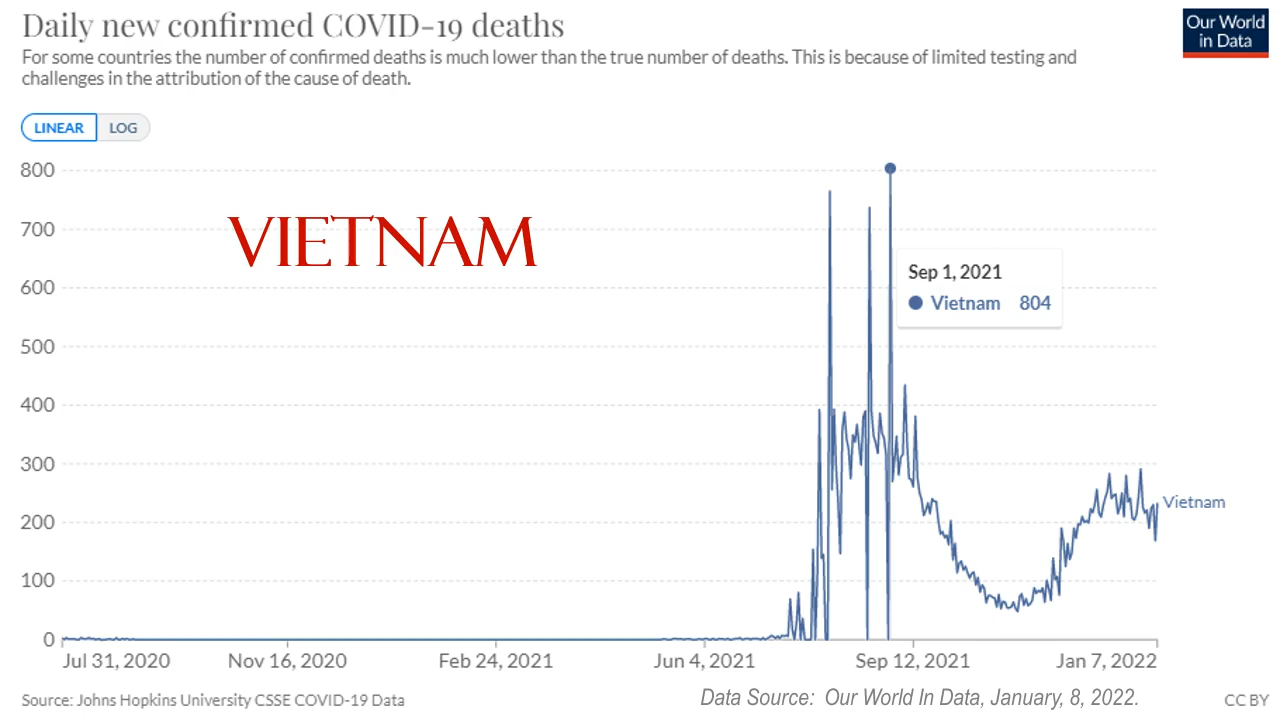 Daily new confirmed COVID-19 deaths
Our World
in Data
For some countries the number of confirmed deaths is much lower than the true number of deaths. This is because of limited testing and
challenges in the attribution of the cause of death.
LINEAR LOG
800
700
VIETNAM
600
500
400
300
200
100
0
Sep 1, 2021
Vietnam 804
Vietnam
Jul 31, 2020 Nov 16, 2020 Feb 24, 2021 Jun 4, 2021 Sep 12, 2021 Jan 7, 2022
Source: Johns Hopkins University CSSE COVID-19 Data
Data Source: Our World In Data, January, 8, 2022.
CC BY